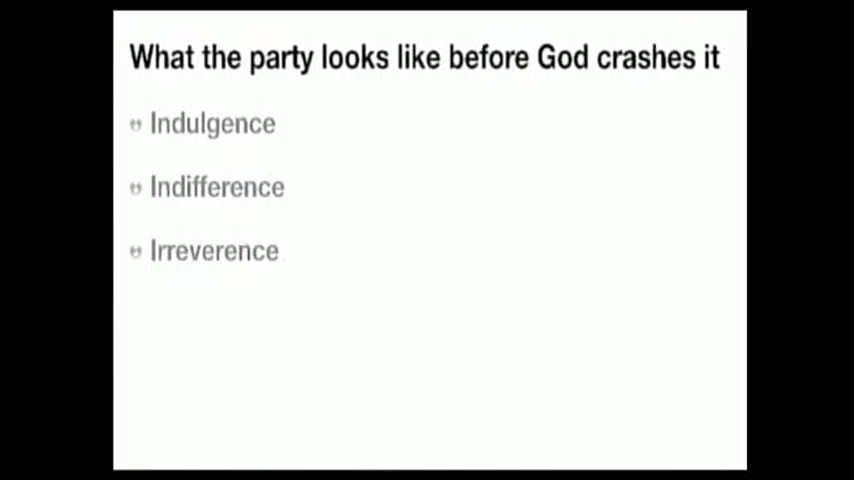 What the party looks like before God crashes it
Indulgence
Indifference
Irreverence